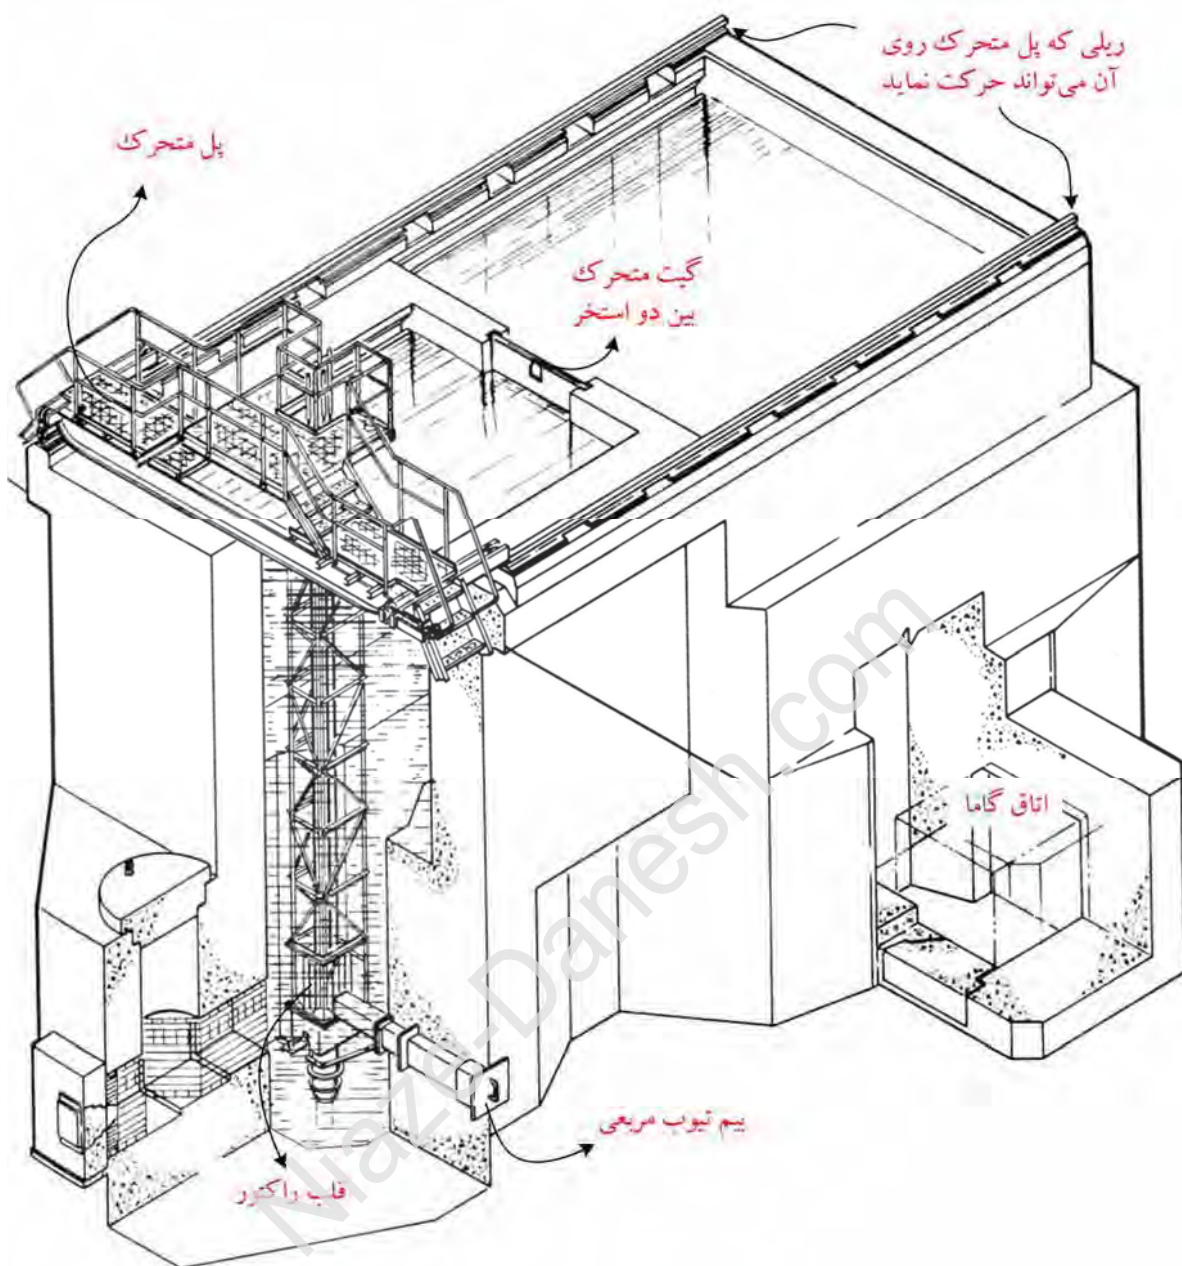 ریلی که پل متحرک روی
آن می‌تواند حرکت نماید
پل متحرک
گیت متحرک
بین دو استخر
اتاق گاما
بیم تیوب مربعی
قلب راکتور
Niaze-Danesh.com